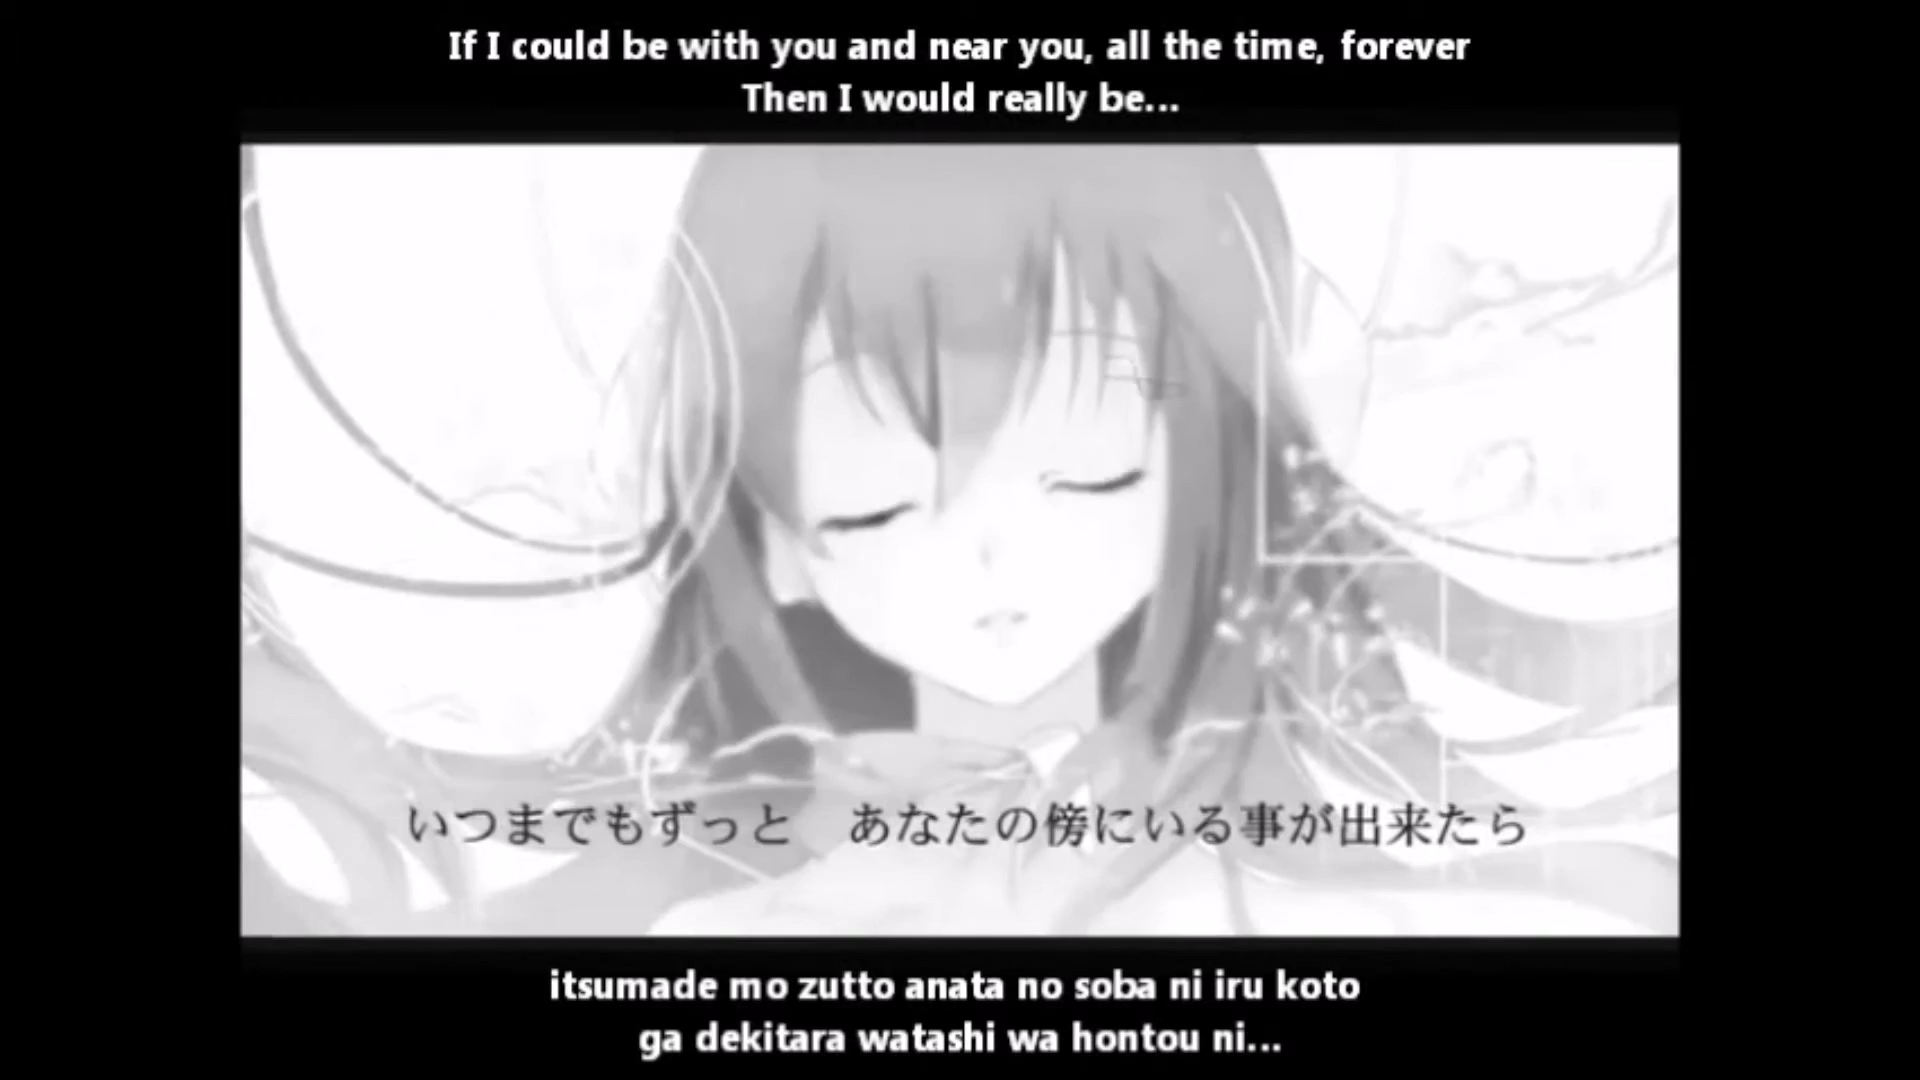 If I could be with you and near you, all the time, forever
Then I would really be...
いつまでもずっと　あなたの傍にいる事が出来たら
itsumade mo zutto anata no soba ni iru koto
ga dekitara watashi wa hontou ni...